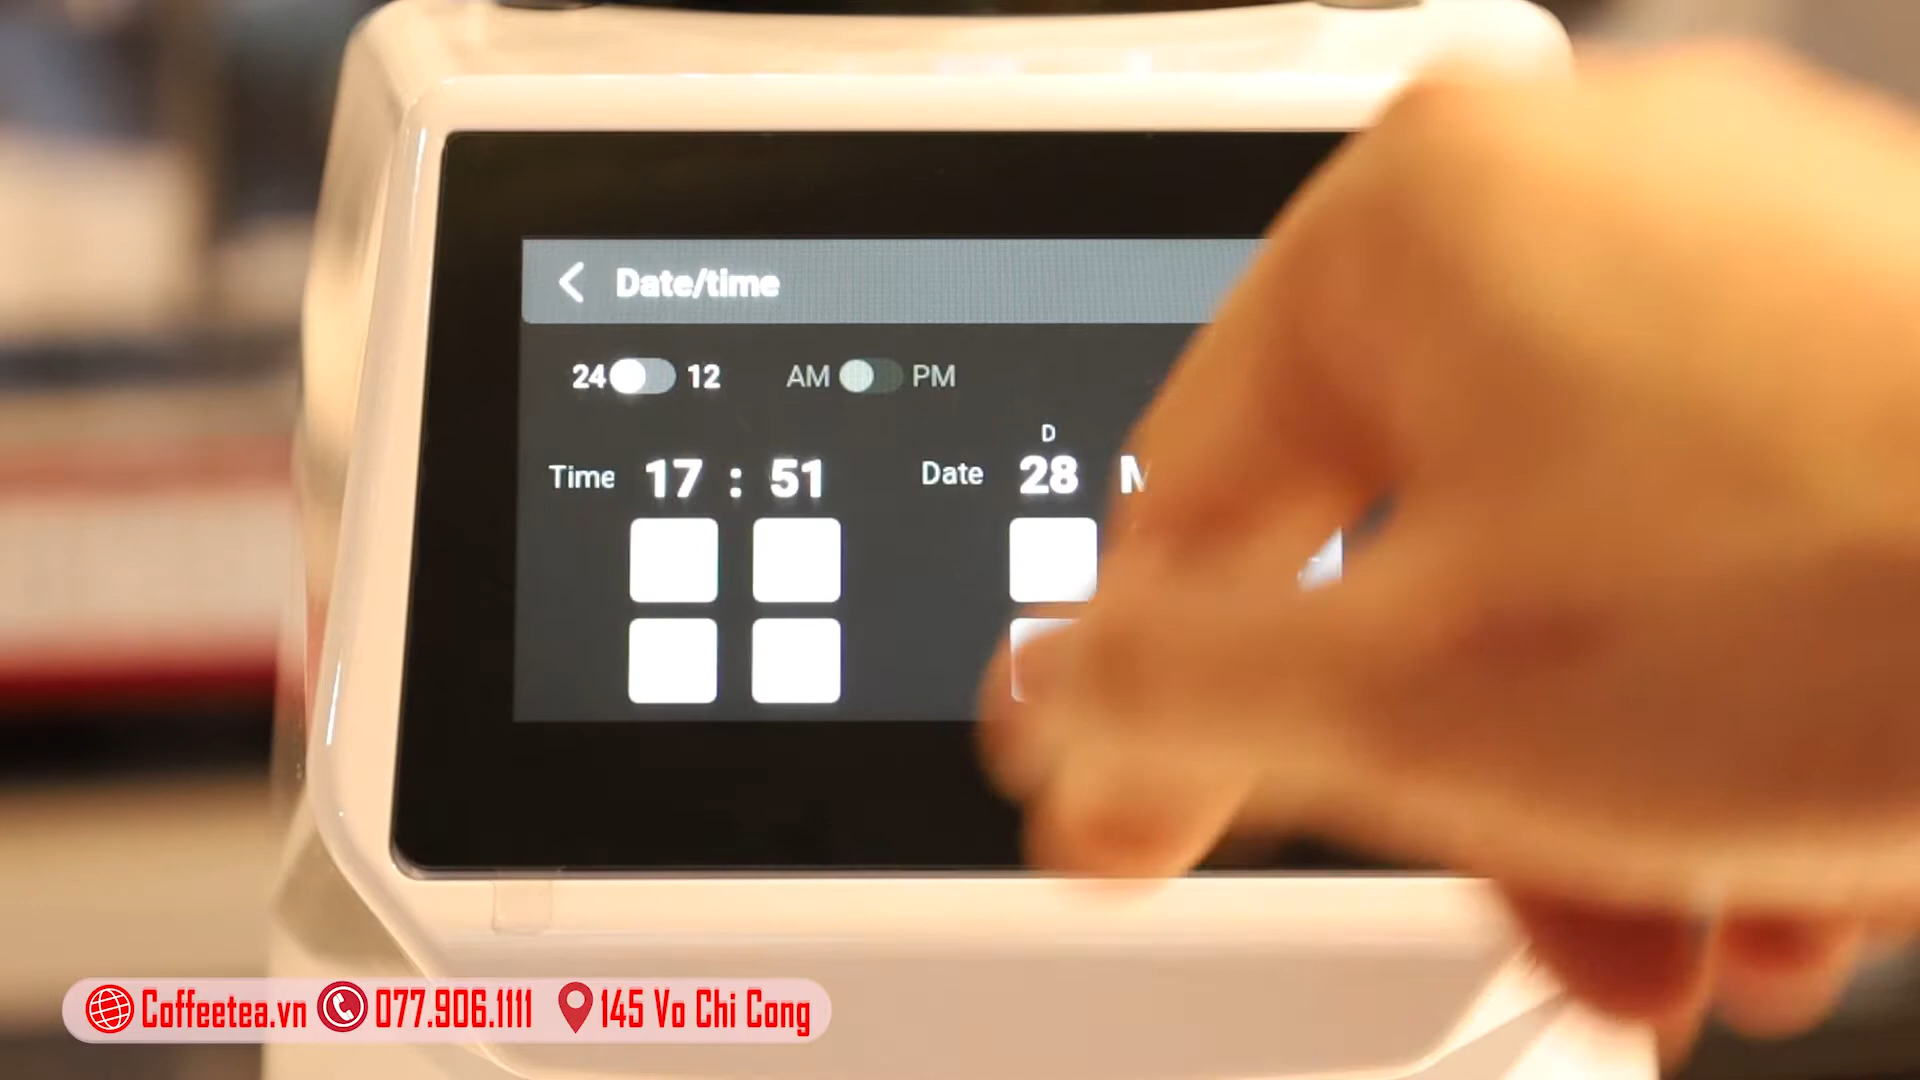 Date/time
24 12 AM PM
D
Time 17 : 51 Date 28
Coffeetea.vn 077.906.1111 145 Vo Chi Cong